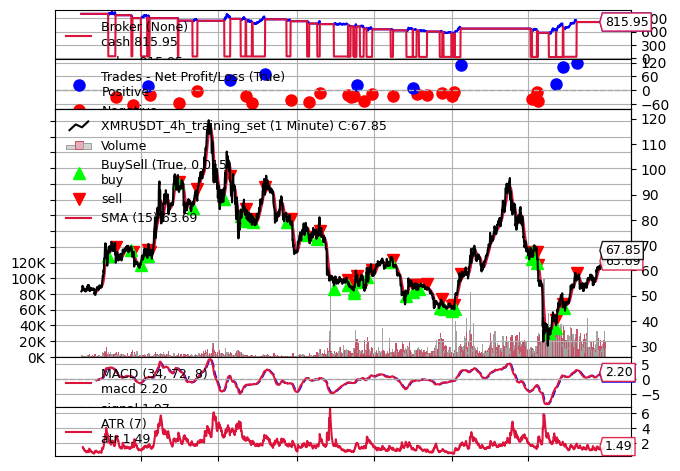 Broker (None)
cash 815.95
815.95
300
0
Trades - Net Profit/Loss (True)
Positive
120
60
0
−60
XMRUSDT_4h_training_set (1 Minute) C:67.85
Volume
BuySell (True, 0.015)
buy
sell
SMA (15) 63.69
120
110
100
90
80
70
67.85
63.69
60
50
40
30
120K
100K
80K
60K
40K
20K
0K
MACD (34, 72, 8)
macd 2.20
signal 1.97
5
2.20
0
−5
ATR (7)
atr 1.49
6
4
2
1.49